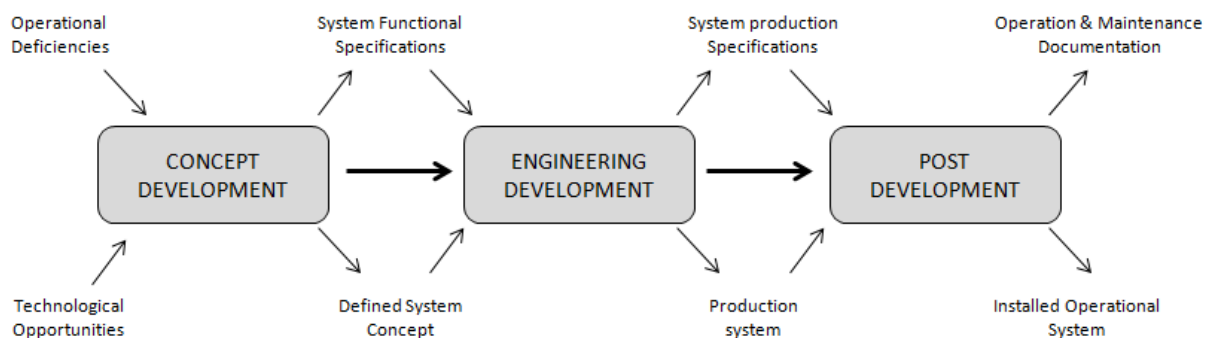 Operational
Deficiencies
System Functional
Specifications
System production
Specifications
Operation & Maintenance
Documentation
CONCEPT
DEVELOPMENT
ENGINEERING
DEVELOPMENT
POST
DEVELOPMENT
Technological
Opportunities
Defined System
Concept
Production
system
Installed Operational
System